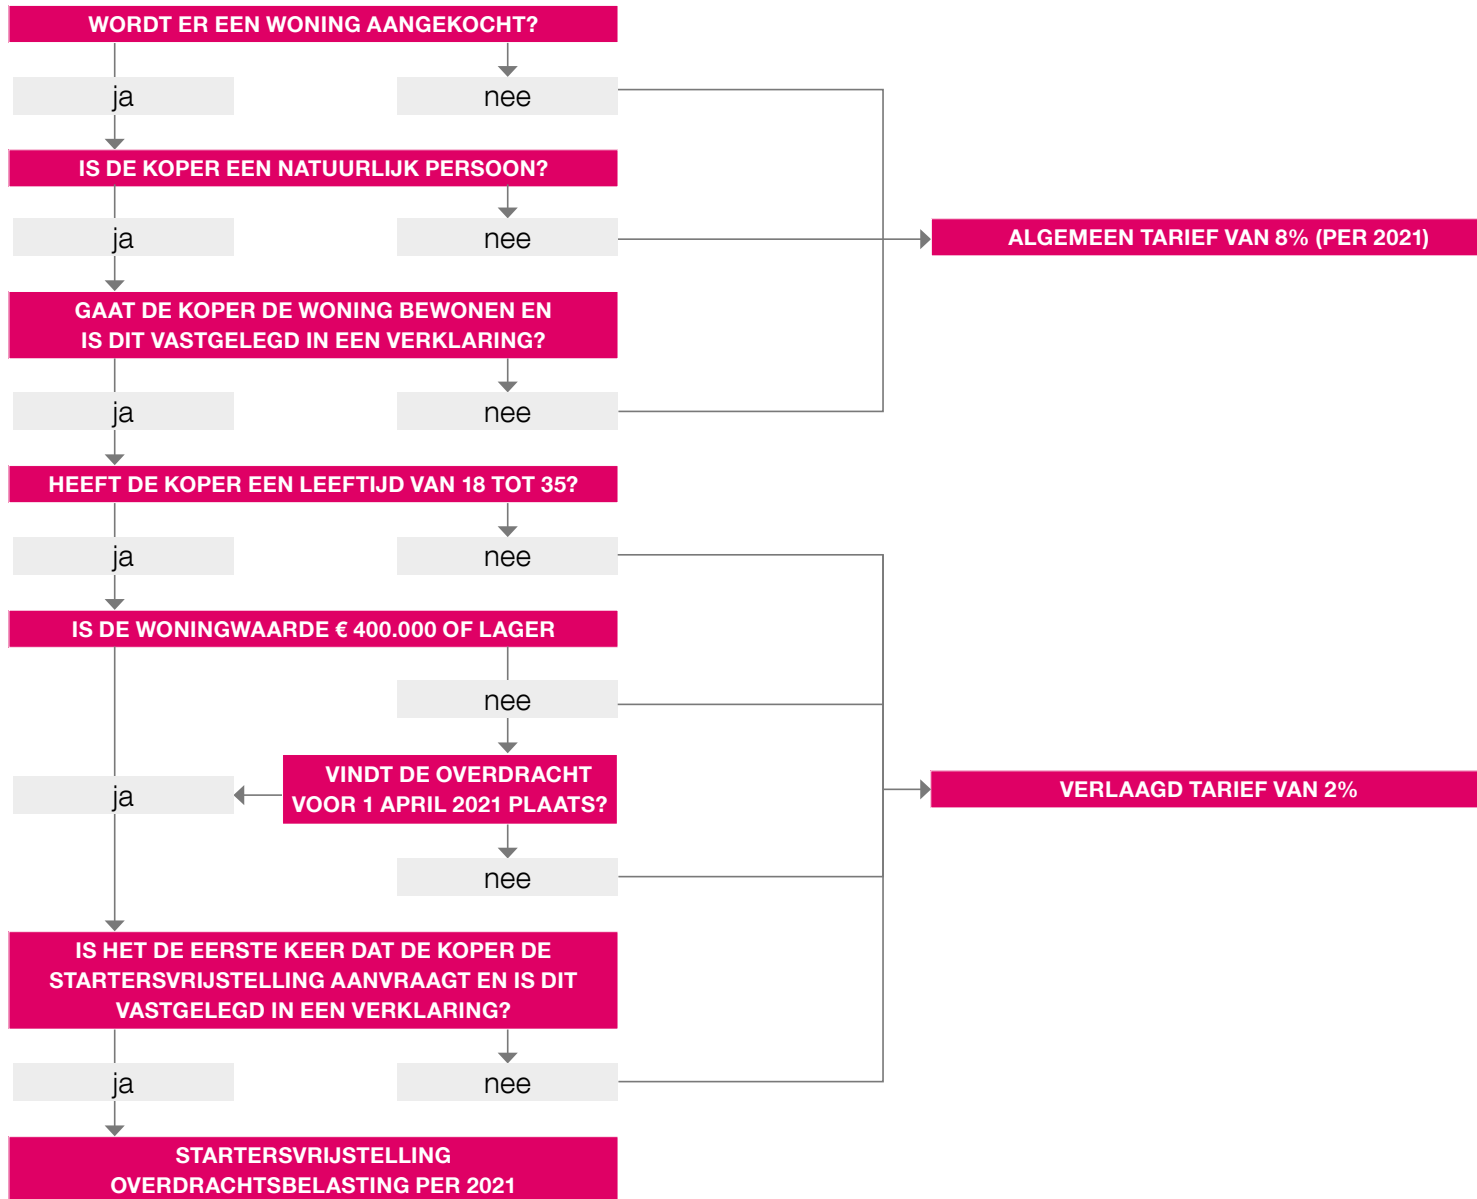 WORDT ER EEN WONING AANGEKOCHT?
ja
nee
IS DE KOPER EEN NATUURLIJK PERSOON?
ja
nee
ALGEMEEN TARIEF VAN 8% (PER 2021)
GAAT DE KOPER DE WONING BEWONEN EN
IS DIT VASTGELEGD IN EEN VERKLARING?
ja
nee
HEEFT DE KOPER EEN LEEFTIJD VAN 18 TOT 35?
ja
nee
IS DE WONINGWAARDE € 400.000 OF LAGER
nee
VINDT DE OVERDRACHT
VOOR 1 APRIL 2021 PLAATS?
ja
VERLAAGD TARIEF VAN 2%
nee
IS HET DE EERSTE KEER DAT DE KOPER DE
STARTERSVRIJSTELLING AANVRAAGT EN IS DIT
VASTGELEGD IN EEN VERKLARING?
ja
nee
STARTERSVRIJSTELLING
OVERDRACHTSBELASTING PER 2021